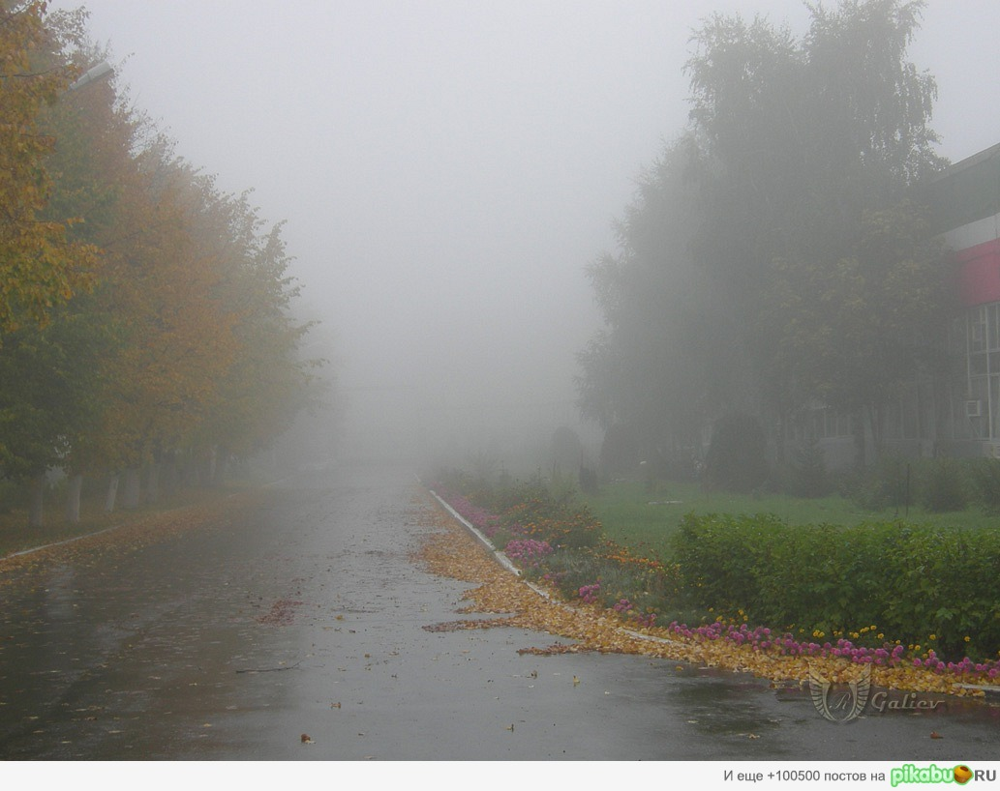 Galiev
И еще +100500 постов на pikabu.RU